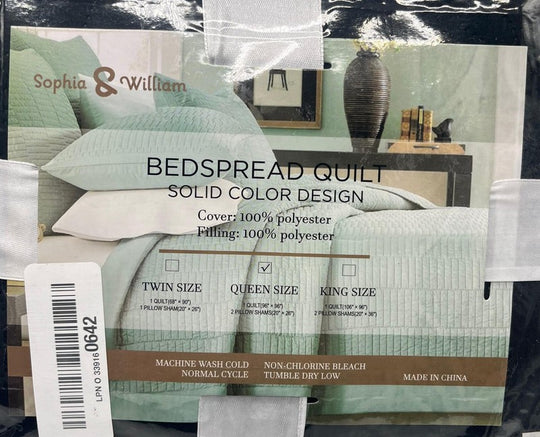 Sophia & William
BEDSPREAD QUILT
SOLID COLOR DESIGN
Cover: 100% polyester
Filling: 100% polyester
TWIN SIZE
1 QUILT(68" × 90")
1 PILLOW SHAM(20" × 26")
QUEEN SIZE
1 QUILT(96" × 96")
2 PILLOW SHAMS(20" × 26")
KING SIZE
1 QUILT(106" × 96")
2 PILLOW SHAMS(20" × 36")
MACHINE WASH COLD
NORMAL CYCLE
NON-CHLORINE BLEACH
TUMBLE DRY LOW
MADE IN CHINA
LPN O 33916 0642